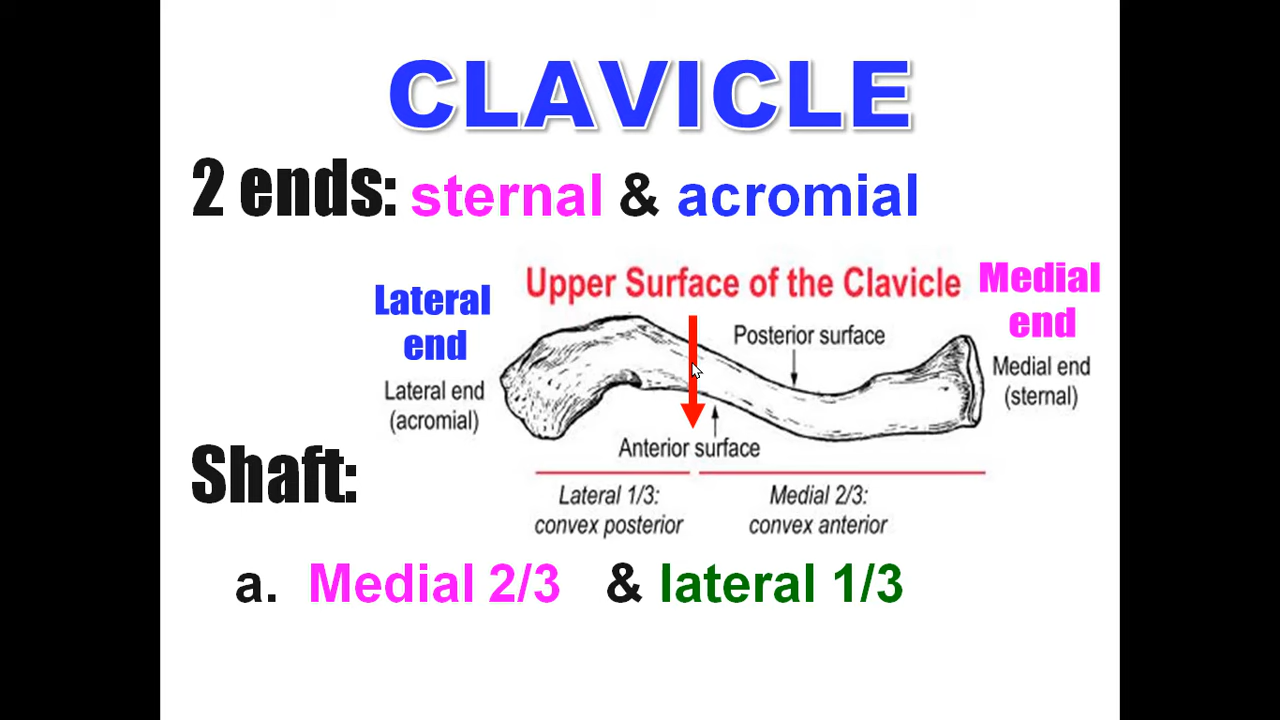 CLAVICLE
2 ends: sternal & acromial
Upper Surface of the Clavicle
Medial
end
Lateral
end
Posterior surface
Medial end
(sternal)
Lateral end
(acromial)
Anterior surface
Shaft:
Lateral 1/3:
convex posterior
Medial 2/3:
convex anterior
a. Medial 2/3 & lateral 1/3